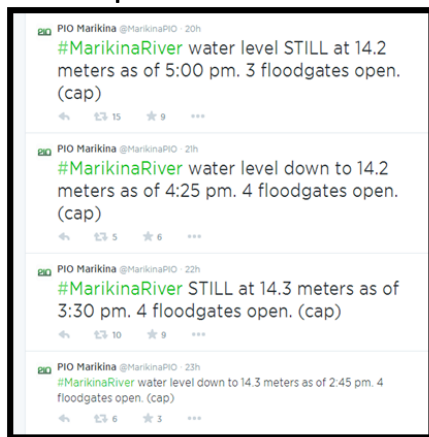 PIO Marikina @MarikinaPIO · 20h
#MarikinaRiver water level STILL at 14.2
meters as of 5:00 pm. 3 floodgates open.
(cap)
15 9
PIO Marikina @MarikinaPIO · 21h
#MarikinaRiver water level down to 14.2
meters as of 4:25 pm. 4 floodgates open.
(cap)
5 6
PIO Marikina @MarikinaPIO · 22h
#MarikinaRiver STILL at 14.3 meters as of
3:30 pm. 4 floodgates open. (cap)
10 9
PIO Marikina @MarikinaPIO · 23h
#MarikinaRiver water level down to 14.3 meters as of 2:45 pm. 4
floodgates open. (cap)
6 3